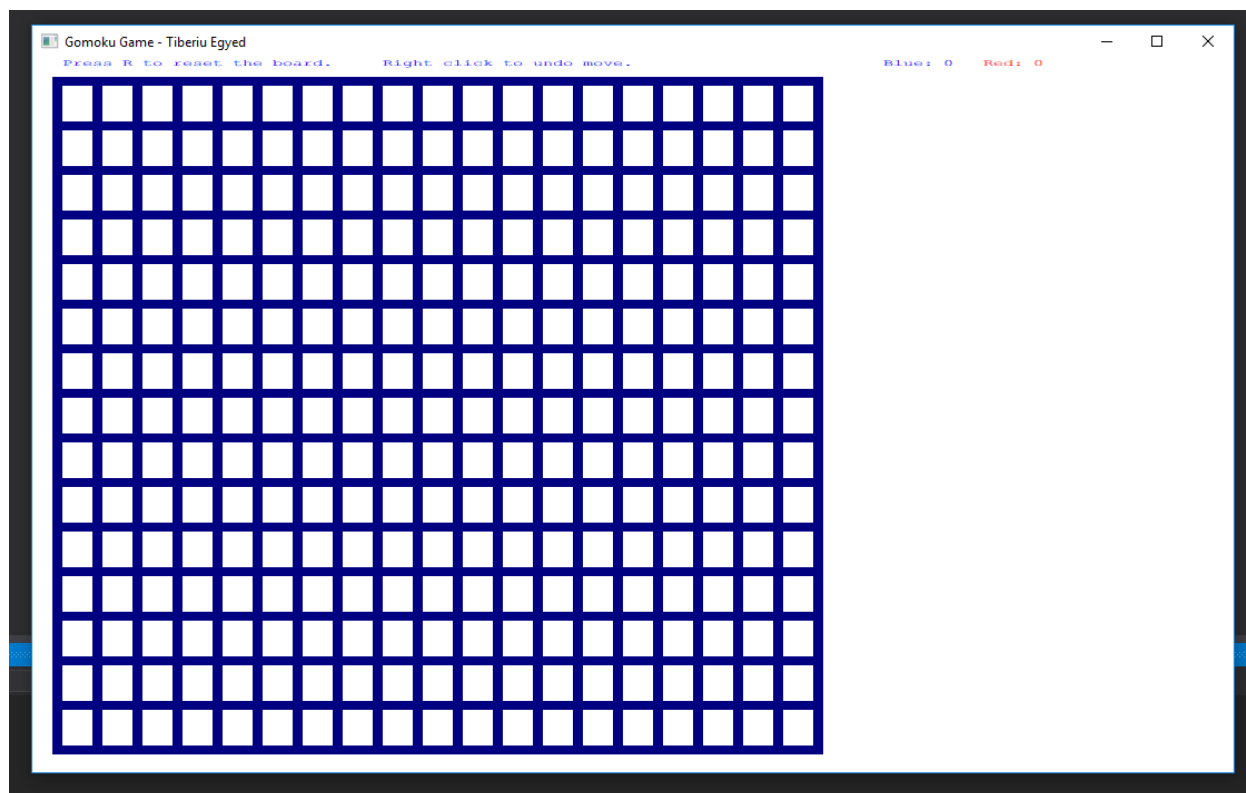 Gomoku Game - Tiberiu Egyed
Press R to reset the board. Right click to undo move. Blue: 0 Red: 0